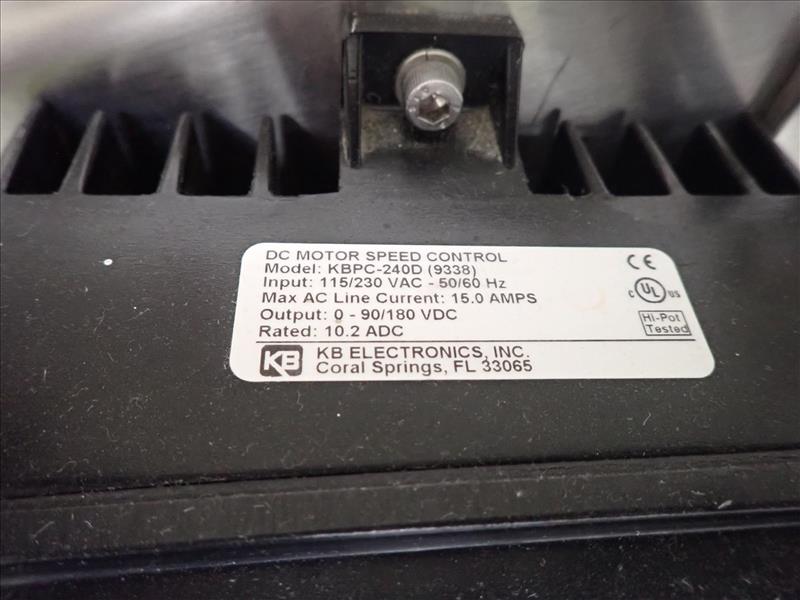 DC MOTOR SPEED CONTROL
Model: KBPC-240D (9338)
Input: 115/230 VAC - 50/60 Hz
Max AC Line Current: 15.0 AMPS
Output: 0 - 90/180 VDC
Rated: 10.2 ADC
KB KB ELECTRONICS, INC.
Coral Springs, FL 33065
CE
c UL us
Hi-Pot
Tested